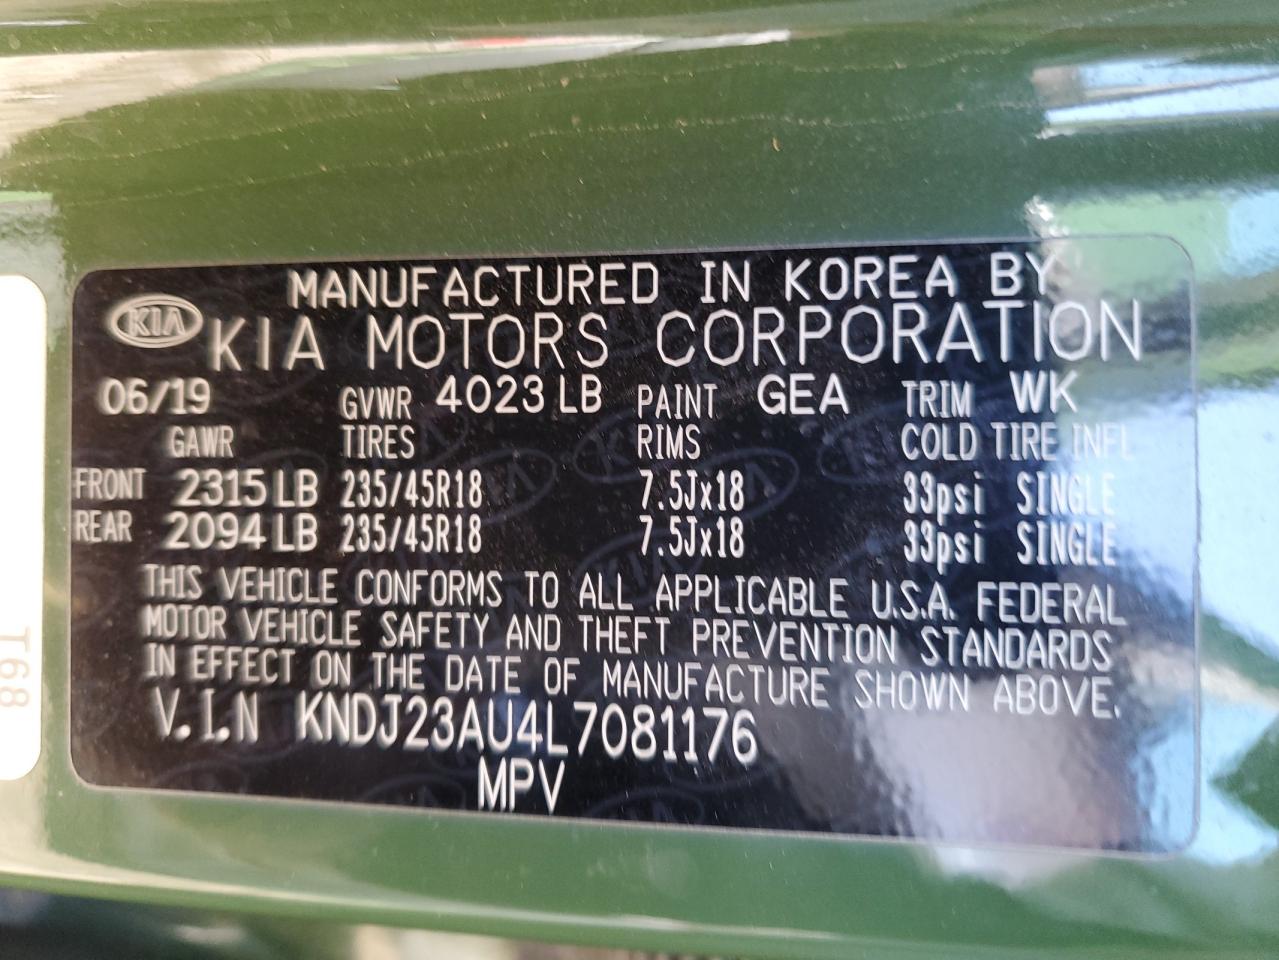 MANUFACTURED IN KOREA BY
KIA KIA MOTORS CORPORATION
06/19 GVWR 4023 LB PAINT GEA TRIM WK
GAWR TIRES RIMS COLD TIRE INFL
FRONT 2315 LB 235/45R18 7.5Jx18 33psi SINGLE
REAR 2094 LB 235/45R18 7.5Jx18 33psi SINGLE
THIS VEHICLE CONFORMS TO ALL APPLICABLE U.S.A. FEDERAL
MOTOR VEHICLE SAFETY AND THEFT PREVENTION STANDARDS
IN EFFECT ON THE DATE OF MANUFACTURE SHOWN ABOVE.
V.I.N KNDJ23AU4L7081176
MPV
T68